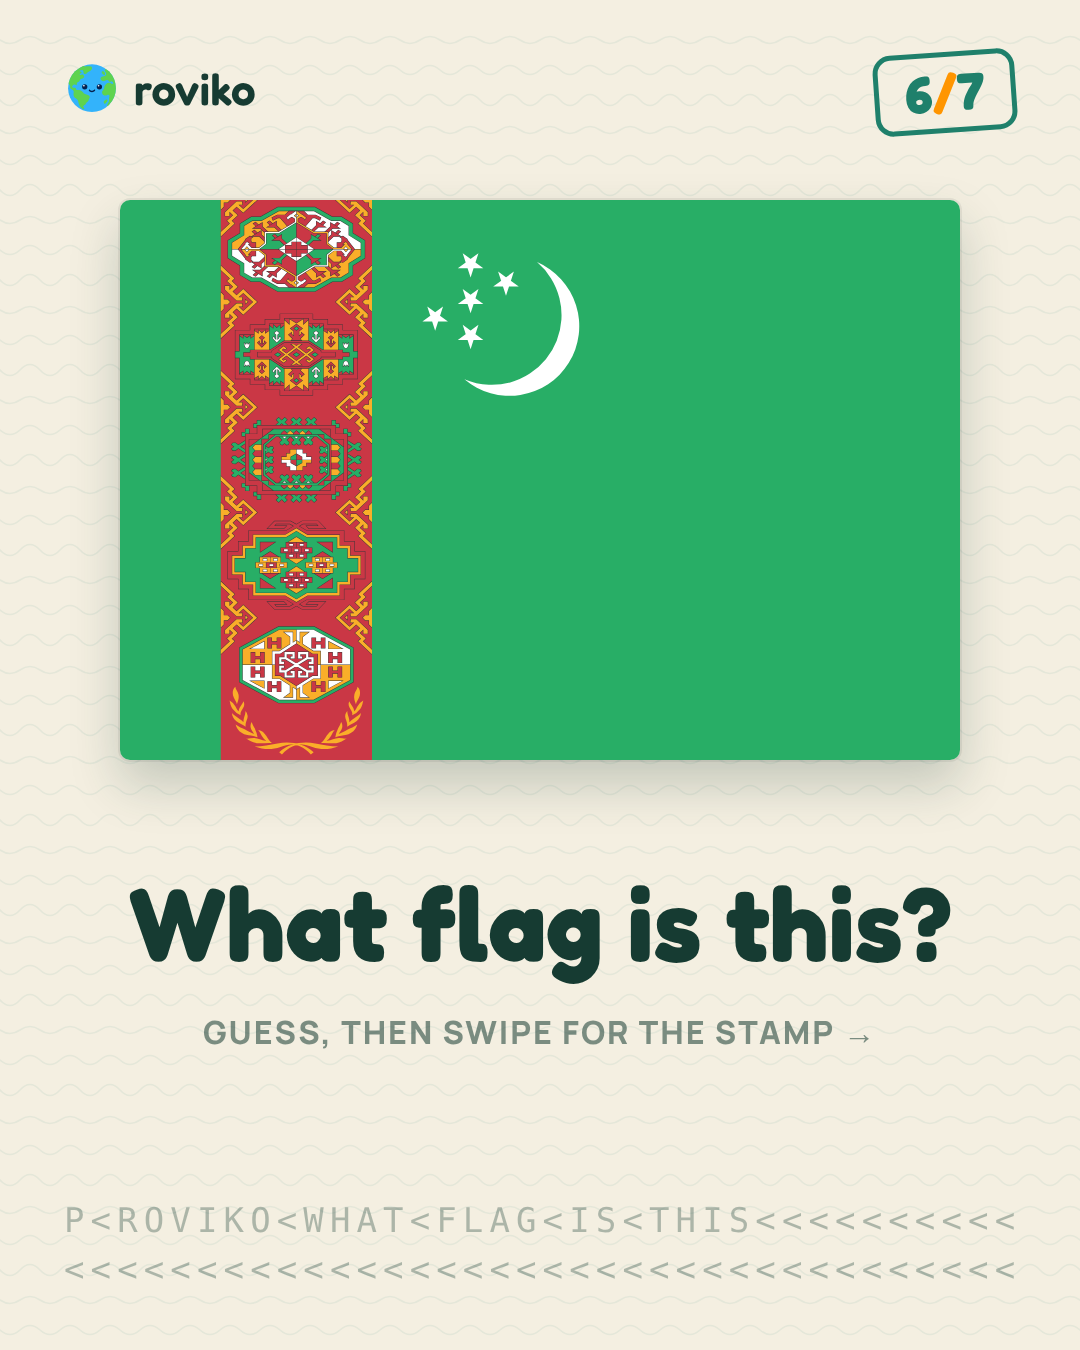 roviko
6/7
What flag is this?
GUESS, THEN SWIPE FOR THE STAMP →
P<ROVIKO<WHAT<FLAG<IS<THIS<<<<<<<<<<
<<<<<<<<<<<<<<<<<<<<<<<<<<<<<<<<<<<<